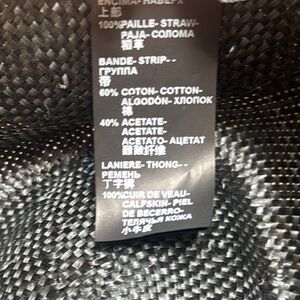 ENCIMA- НАВЕРХ
上部
100%PAILLE- STRAW-
PAJA- СОЛОМА
稻草
BANDE- STRIP- -
ГРУППА
带
60% COTON- COTTON-
ALGODÓN- ХЛОПОК
棉
40% ACETATE-
ACETATE-
ACETATO- АЦЕТАТ
醋酸纤维
LANIERE- THONG- -
РЕМЕНЬ
丁字裤
100%CUIR DE VEAU-
CALFSKIN- PIEL
DE BECERRO-
ТЕЛЯЧЬЯ КОЖА
小牛皮